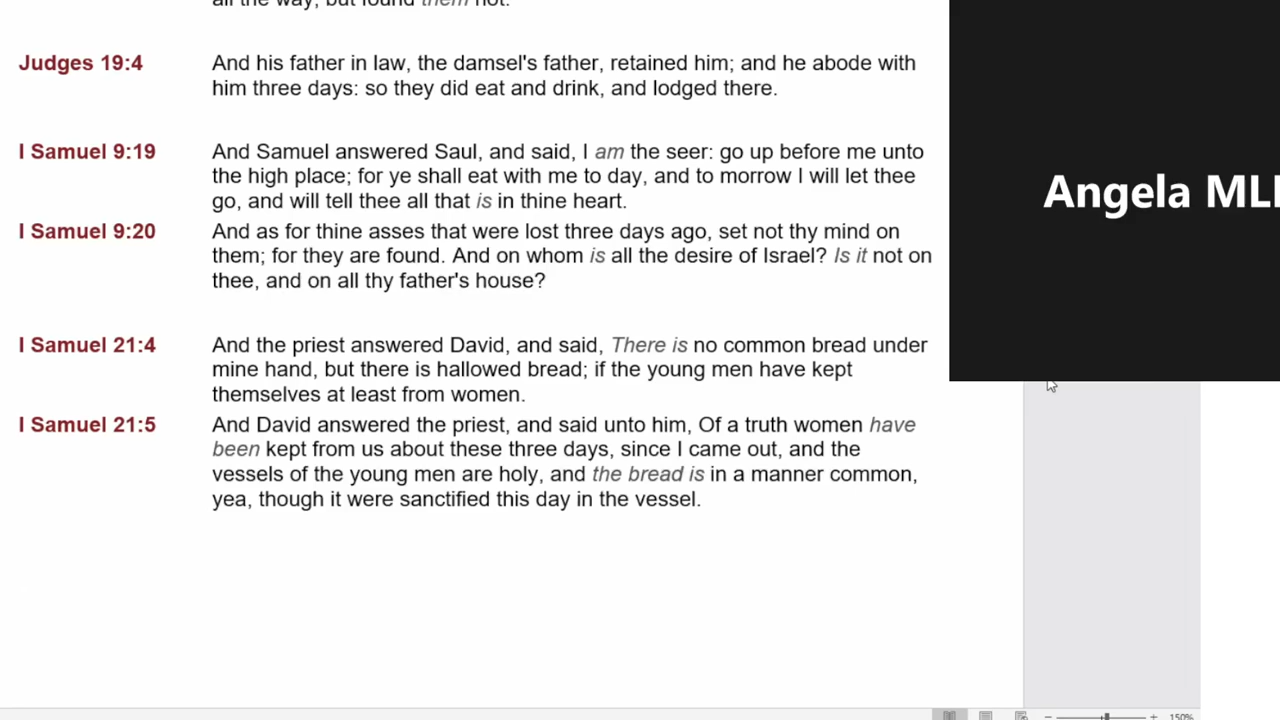 all the way, but found them not.
Judges 19:4 And his father in law, the damsel's father, retained him; and he abode with
him three days: so they did eat and drink, and lodged there.
I Samuel 9:19 And Samuel answered Saul, and said, I am the seer: go up before me unto
the high place; for ye shall eat with me to day, and to morrow I will let thee
go, and will tell thee all that is in thine heart.
I Samuel 9:20 And as for thine asses that were lost three days ago, set not thy mind on
them; for they are found. And on whom is all the desire of Israel? Is it not on
thee, and on all thy father's house?
I Samuel 21:4 And the priest answered David, and said, There is no common bread under
mine hand, but there is hallowed bread; if the young men have kept
themselves at least from women.
I Samuel 21:5 And David answered the priest, and said unto him, Of a truth women have
been kept from us about these three days, since I came out, and the
vessels of the young men are holy, and the bread is in a manner common,
yea, though it were sanctified this day in the vessel.
Angela
150%